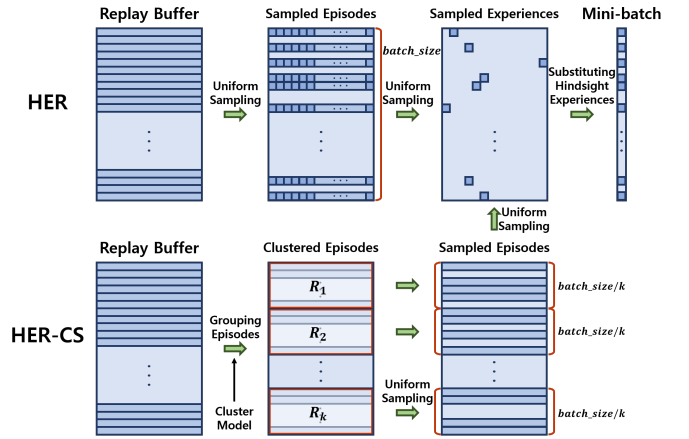 Replay Buffer
Sampled Episodes
Sampled Experiences
Mini-batch
HER
Uniform
Sampling
. . .
batch_size
Uniform
Sampling
Substituting
Hindsight
Experiences
. . .
Uniform
Sampling
Replay Buffer
Clustered Episodes
Sampled Episodes
HER-CS
Grouping
Episodes
Cluster
Model
R1
R2
Rk
Uniform
Sampling
batch_size/k
batch_size/k
batch_size/k